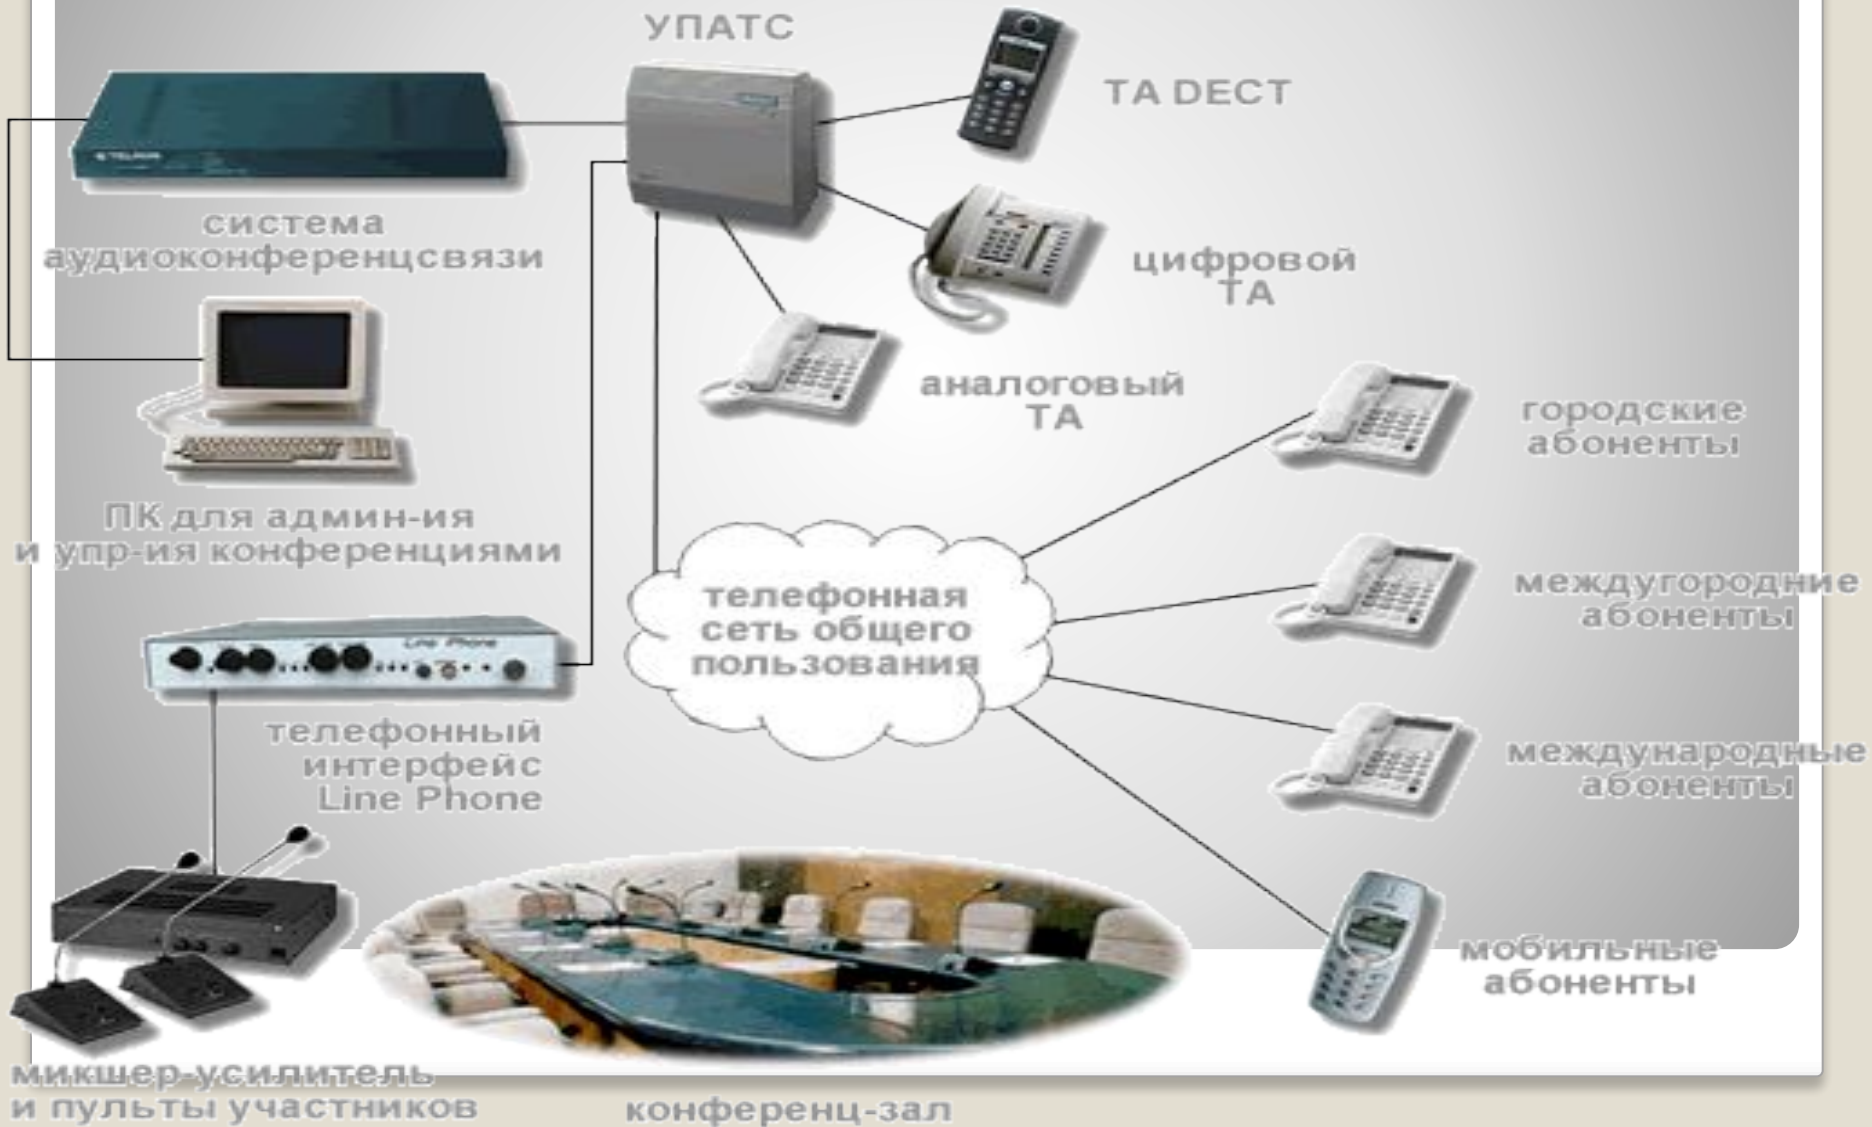 УПАТС
ТА DECT
система
аудиоконференцсвязи
цифровой
ТА
аналоговый
ТА
городские
абоненты
ПК для админ-ия
и упр-ия конференциями
телефонная
сеть общего
пользования
междугородние
абоненты
Line Phone
телефонный
интерфейс
Line Phone
международные
абоненты
мобильные
абоненты
микшер-усилитель
и пульты участников
конференц-зал